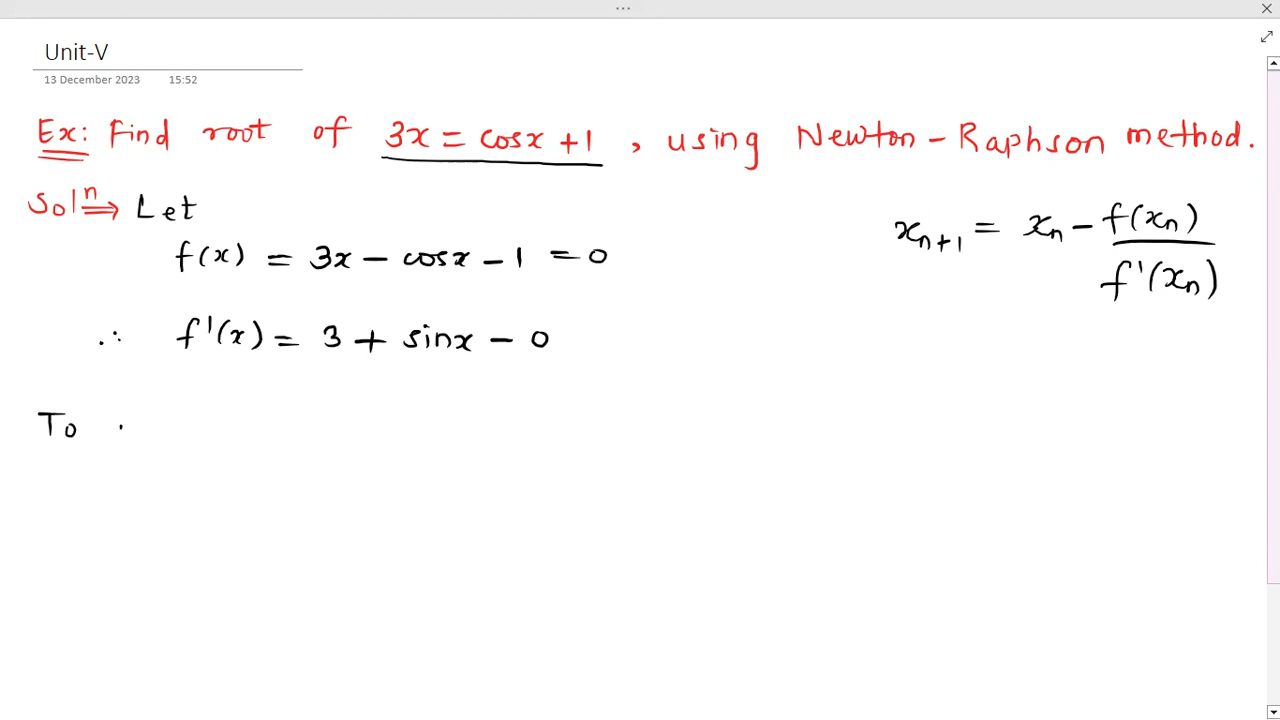 Unit-V
13 December 2023 15:52
Ex: Find root of 3x = cosx +1 , using Newton-Raphson method.
Solⁿ ⇒ Let
f(x) = 3x - cosx - 1 = 0
xₙ₊₁ = xₙ - f(xₙ)/f'(xₙ)
∴ f'(x) = 3 + sinx - 0
To